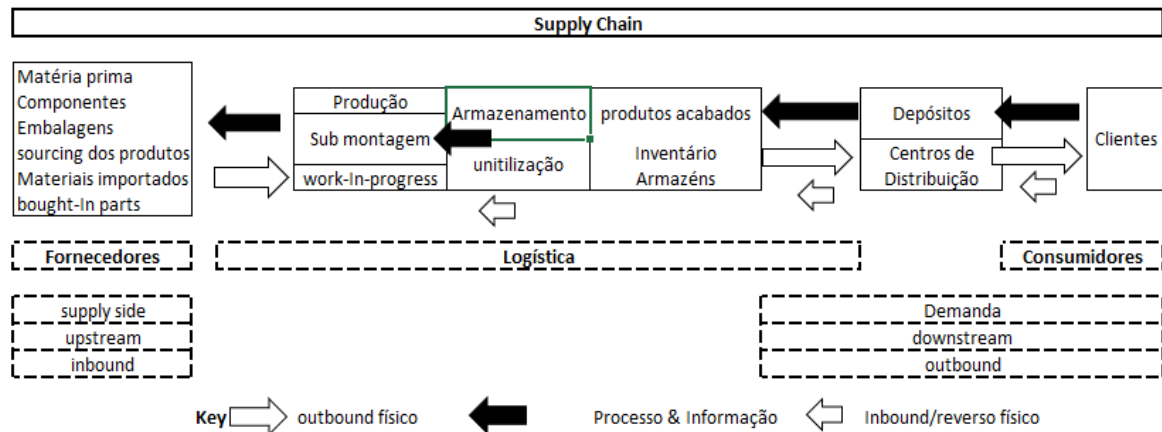 Supply Chain
Matéria prima
Componentes
Embalagens
sourcing dos produtos
Materiais importados
bought-In parts
Produção
Sub montagem
work-In-progress
Armazenamento
unitilização
produtos acabados
Inventário
Armazéns
Depósitos
Centros de
Distribuição
Clientes
Fornecedores
Logística
Consumidores
supply side
upstream
inbound
Demanda
downstream
outbound
Key
outbound físico
Processo & Informação
Inbound/reverso físico